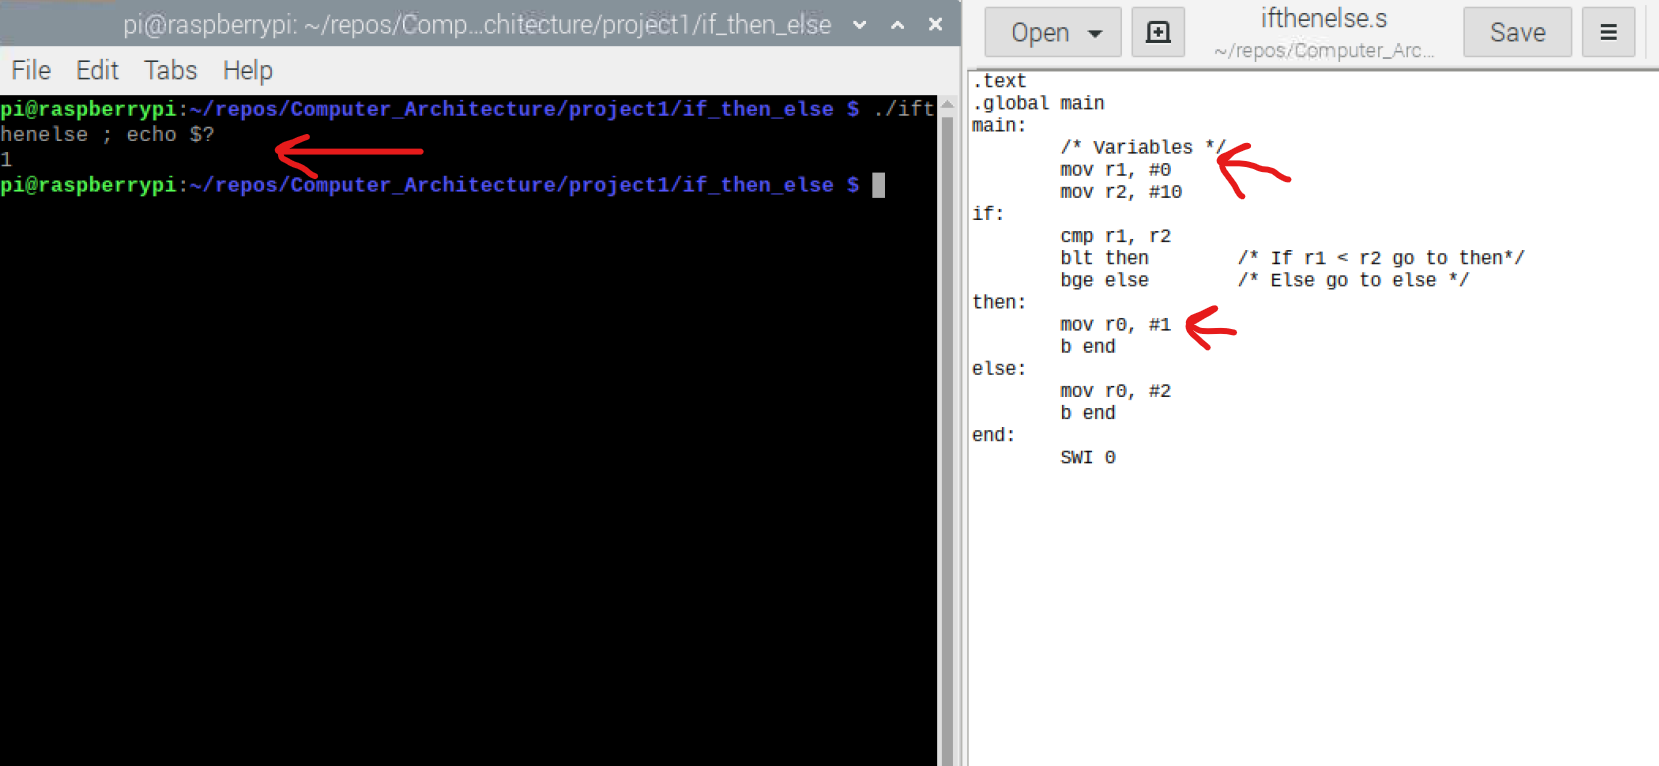 pi@raspberrypi: ~/repos/Comp...chitecture/project1/if_then_else
File Edit Tabs Help
pi@raspberrypi:~/repos/Computer_Architecture/project1/if_then_else $ ./ift
henelse ; echo $?
1
pi@raspberrypi:~/repos/Computer_Architecture/project1/if_then_else $
Open
ifthenelse.s
~/repos/Computer_Arc...
Save
.text
.global main
main:
/* Variables */
mov r1, #0
mov r2, #10
if:
cmp r1, r2
blt then /* If r1 < r2 go to then*/
bge else /* Else go to else */
then:
mov r0, #1
b end
else:
mov r0, #2
b end
end:
SWI 0